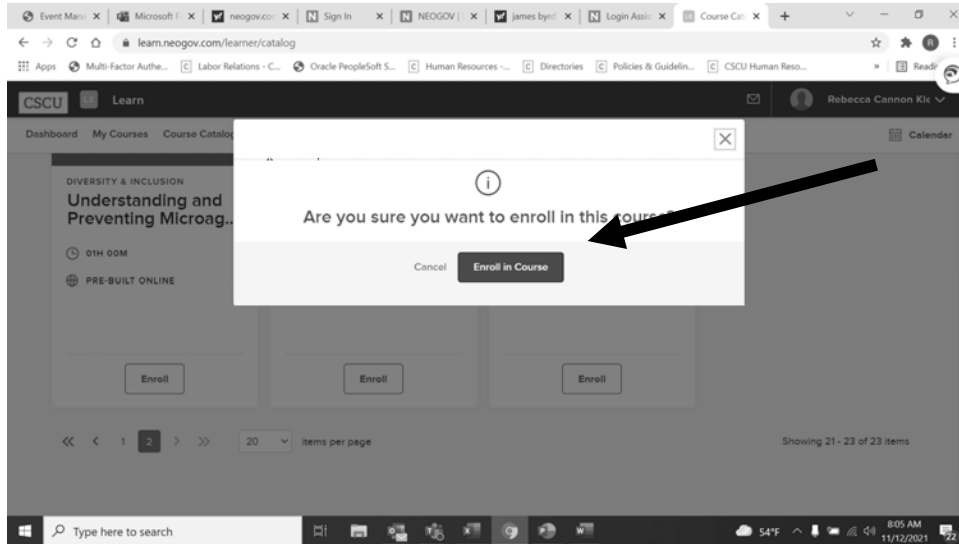 Event Mana
Microsoft F
neogov.cor
Sign In
NEOGOV |
james byrd
Login Assis
Course Cat
learn.neogov.com/learner/catalog
R
Apps
Multi-Factor Authe...
Labor Relations - C...
Oracle PeopleSoft S...
Human Resources -...
Directories
Policies & Guidelin...
CSCU Human Reso...
»
Readi
CSCU
LE
Learn
Rebecca Cannon Kle
Dashboard
My Courses
Course Catalog
Calendar
DIVERSITY & INCLUSION
Understanding and
Preventing Microag..
01H 00M
PRE-BUILT ONLINE
Are you sure you want to enroll in this course?
Cancel
Enroll in Course
Enroll
Enroll
Enroll
1 2
20
items per page
Showing 21 - 23 of 23 items
Type here to search
54°F
8:05 AM
11/12/2021
22